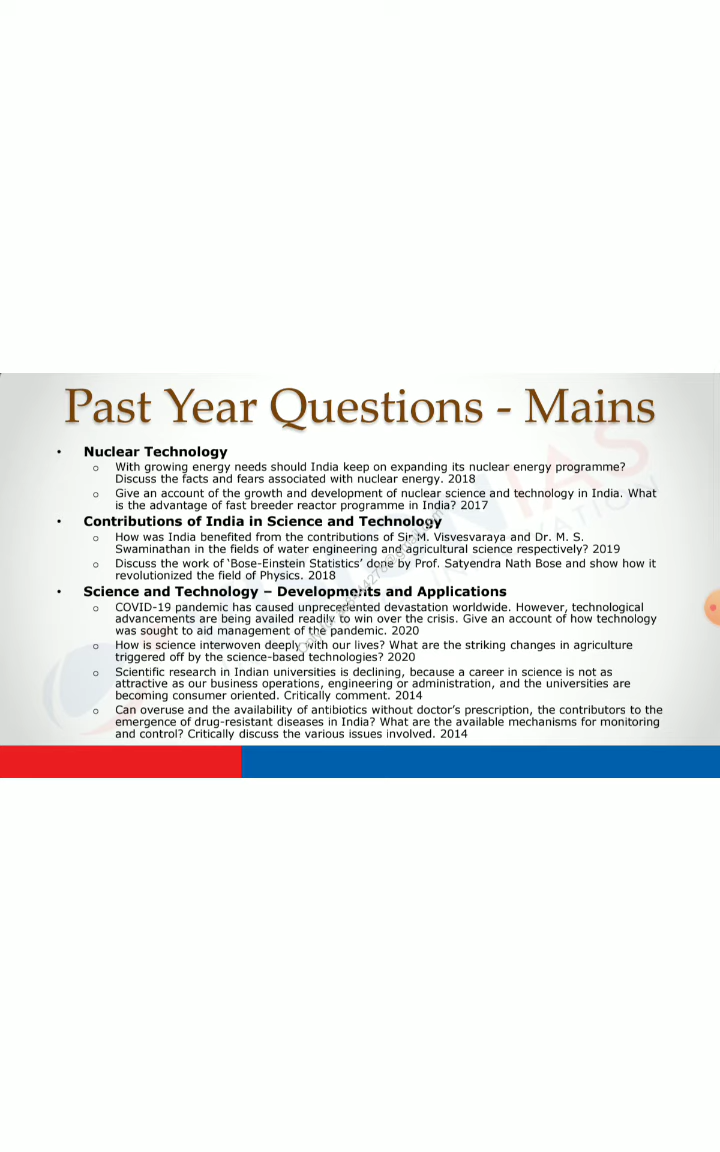 Past Year Questions - Mains
• Nuclear Technology
o With growing energy needs should India keep on expanding its nuclear energy programme?
Discuss the facts and fears associated with nuclear energy. 2018
o Give an account of the growth and development of nuclear science and technology in India. What
is the advantage of fast breeder reactor programme in India? 2017
• Contributions of India in Science and Technology
o How was India benefited from the contributions of Sir M. Visvesvaraya and Dr. M. S.
Swaminathan in the fields of water engineering and agricultural science respectively? 2019
o Discuss the work of ‘Bose-Einstein Statistics’ done by Prof. Satyendra Nath Bose and show how it
revolutionized the field of Physics. 2018
• Science and Technology – Developments and Applications
o COVID-19 pandemic has caused unprecedented devastation worldwide. However, technological
advancements are being availed readily to win over the crisis. Give an account of how technology
was sought to aid management of the pandemic. 2020
o How is science interwoven deeply with our lives? What are the striking changes in agriculture
triggered off by the science-based technologies? 2020
o Scientific research in Indian universities is declining, because a career in science is not as
attractive as our business operations, engineering or administration, and the universities are
becoming consumer oriented. Critically comment. 2014
o Can overuse and the availability of antibiotics without doctor’s prescription, the contributors to the
emergence of drug-resistant diseases in India? What are the available mechanisms for monitoring
and control? Critically discuss the various issues involved. 2014
IAS